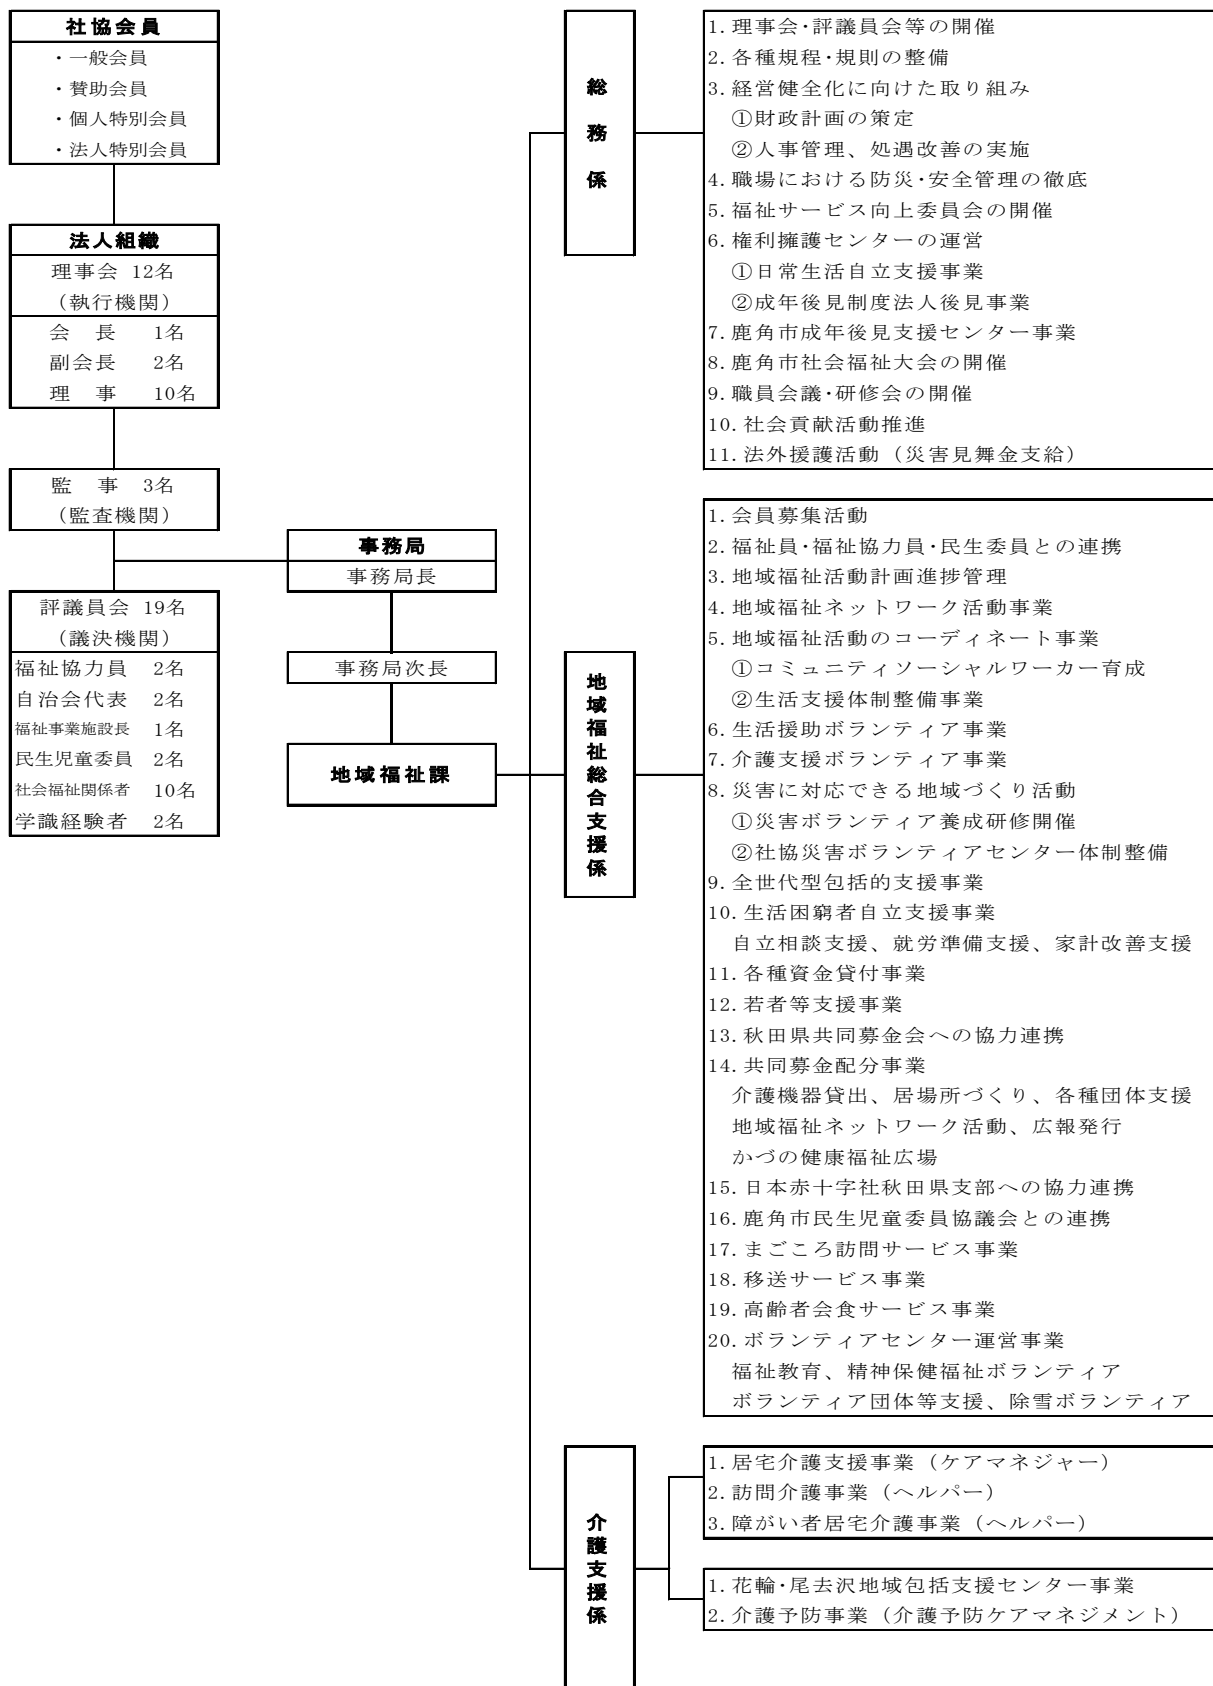 社協会員
・一般会員
・賛助会員
・個人特別会員
・法人特別会員
法人組織
理事会 12名
（執行機関）
会　長　1名
副会長　2名
理　事　10名
監　事　3名
（監査機関）
評議員会 19名
（議決機関）
福祉協力員　2名
自治会代表　2名
福祉事業施設長　1名
民生児童委員　2名
社会福祉関係者　10名
学識経験者　2名
事務局
事務局長
事務局次長
地域福祉課
総務係
1.理事会･評議員会等の開催
2.各種規程･規則の整備
3.経営健全化に向けた取り組み
①財政計画の策定
②人事管理、処遇改善の実施
4.職場における防災･安全管理の徹底
5.福祉サービス向上委員会の開催
6.権利擁護センターの運営
①日常生活自立支援事業
②成年後見制度法人後見事業
7.鹿角市成年後見支援センター事業
8.鹿角市社会福祉大会の開催
9.職員会議･研修会の開催
10.社会貢献活動推進
11.法外援護活動（災害見舞金支給）
地域福祉総合支援係
1.会員募集活動
2.福祉員･福祉協力員･民生委員との連携
3.地域福祉活動計画進捗管理
4.地域福祉ネットワーク活動事業
5.地域福祉活動のコーディネート事業
①コミュニティソーシャルワーカー育成
②生活支援体制整備事業
6.生活援助ボランティア事業
7.介護支援ボランティア事業
8.災害に対応できる地域づくり活動
①災害ボランティア養成研修開催
②社協災害ボランティアセンター体制整備
9.全世代型包括的支援事業
10.生活困窮者自立支援事業
自立相談支援、就労準備支援、家計改善支援
11.各種資金貸付事業
12.若者等支援事業
13.秋田県共同募金会への協力連携
14.共同募金配分事業
介護機器貸出、居場所づくり、各種団体支援
地域福祉ネットワーク活動、広報発行
かづの健康福祉広場
15.日本赤十字社秋田県支部への協力連携
16.鹿角市民生児童委員協議会との連携
17.まごころ訪問サービス事業
18.移送サービス事業
19.高齢者会食サービス事業
20.ボランティアセンター運営事業
福祉教育、精神保健福祉ボランティア
ボランティア団体等支援、除雪ボランティア
介護支援係
1.居宅介護支援事業（ケアマネジャー）
2.訪問介護事業（ヘルパー）
3.障がい者居宅介護事業（ヘルパー）
1.花輪･尾去沢地域包括支援センター事業
2.介護予防事業（介護予防ケアマネジメント）